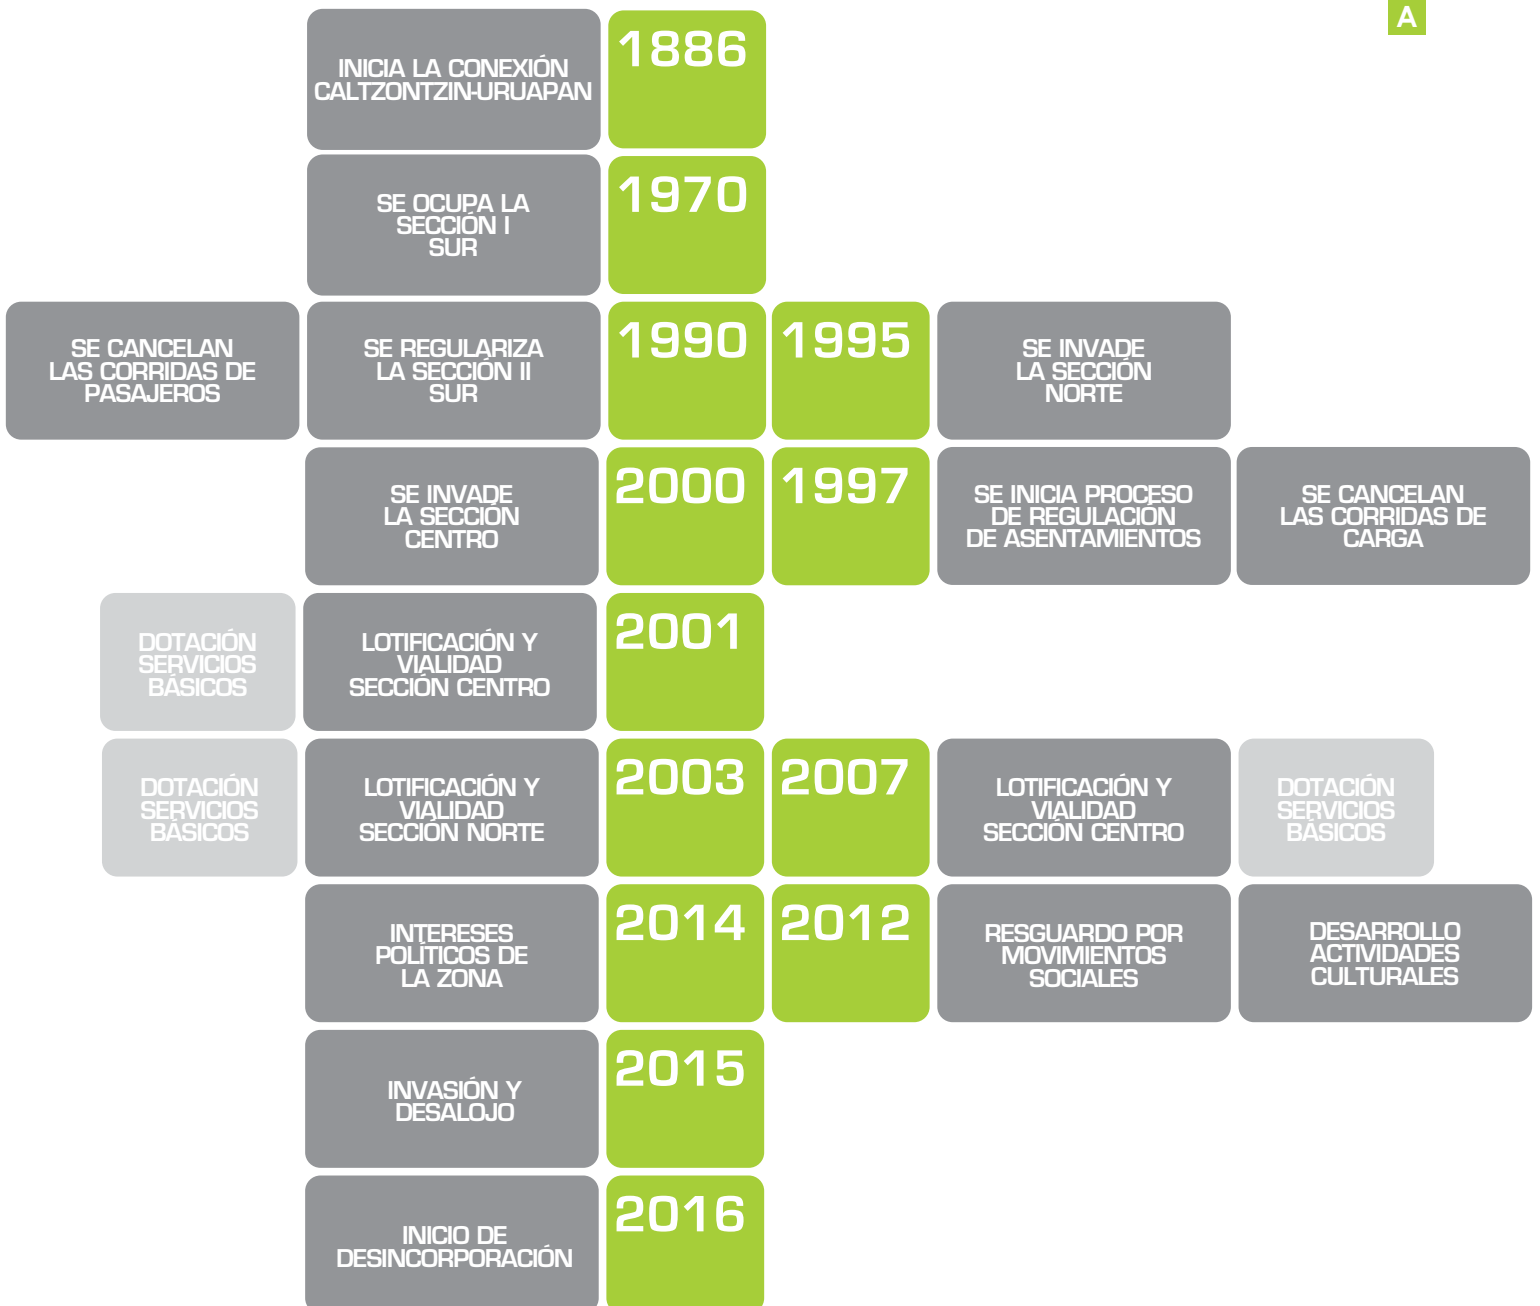 A
INICIA LA CONEXIÓN
CALTZONTZIN-URUAPAN
1886
SE OCUPA LA
SECCIÓN I
SUR
1970
SE CANCELAN
LAS CORRIDAS DE
PASAJEROS
SE REGULARIZA
LA SECCIÓN II
SUR
1990
1995
SE INVADE
LA SECCIÓN
NORTE
SE INVADE
LA SECCIÓN
CENTRO
2000
1997
SE INICIA PROCESO
DE REGULACIÓN
DE ASENTAMIENTOS
SE CANCELAN
LAS CORRIDAS DE
CARGA
DOTACIÓN
SERVICIOS
BÁSICOS
LOTIFICACIÓN Y
VIALIDAD
SECCIÓN CENTRO
2001
DOTACIÓN
SERVICIOS
BÁSICOS
LOTIFICACIÓN Y
VIALIDAD
SECCIÓN NORTE
2003
2007
LOTIFICACIÓN Y
VIALIDAD
SECCIÓN CENTRO
DOTACIÓN
SERVICIOS
BÁSICOS
INTERESES
POLÍTICOS DE
LA ZONA
2014
2012
RESGUARDO POR
MOVIMIENTOS
SOCIALES
DESARROLLO
ACTIVIDADES
CULTURALES
INVASIÓN Y
DESALOJO
2015
INICIO DE
DESINCORPORACIÓN
2016